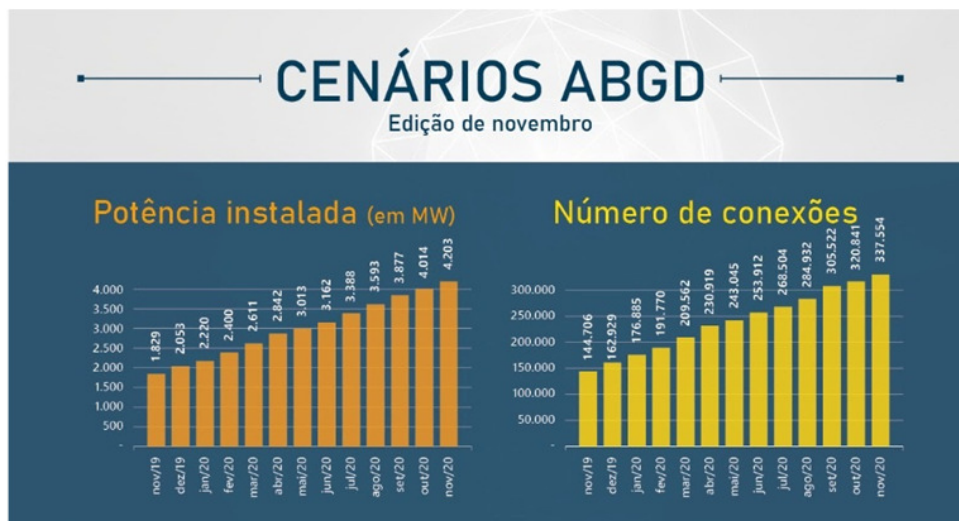 CENÁRIOS ABGD
Edição de novembro
Potência instalada (em MW)
4.000
3.500
3.000
2.500
2.000
1.500
1.000
500
-
1.829
2.053
2.220
2.400
2.611
2.842
3.013
3.162
3.388
3.593
3.877
4.014
4.203
nov/19
dez/19
jan/20
fev/20
mar/20
abr/20
mai/20
jun/20
jul/20
ago/20
set/20
out/20
nov/20
Número de conexões
300.000
250.000
200.000
150.000
100.000
50.000
-
144.706
162.929
176.885
191.770
209.562
230.919
243.045
253.912
268.504
284.932
305.522
320.841
337.554
nov/19
dez/19
jan/20
fev/20
mar/20
abr/20
mai/20
jun/20
jul/20
ago/20
set/20
out/20
nov/20